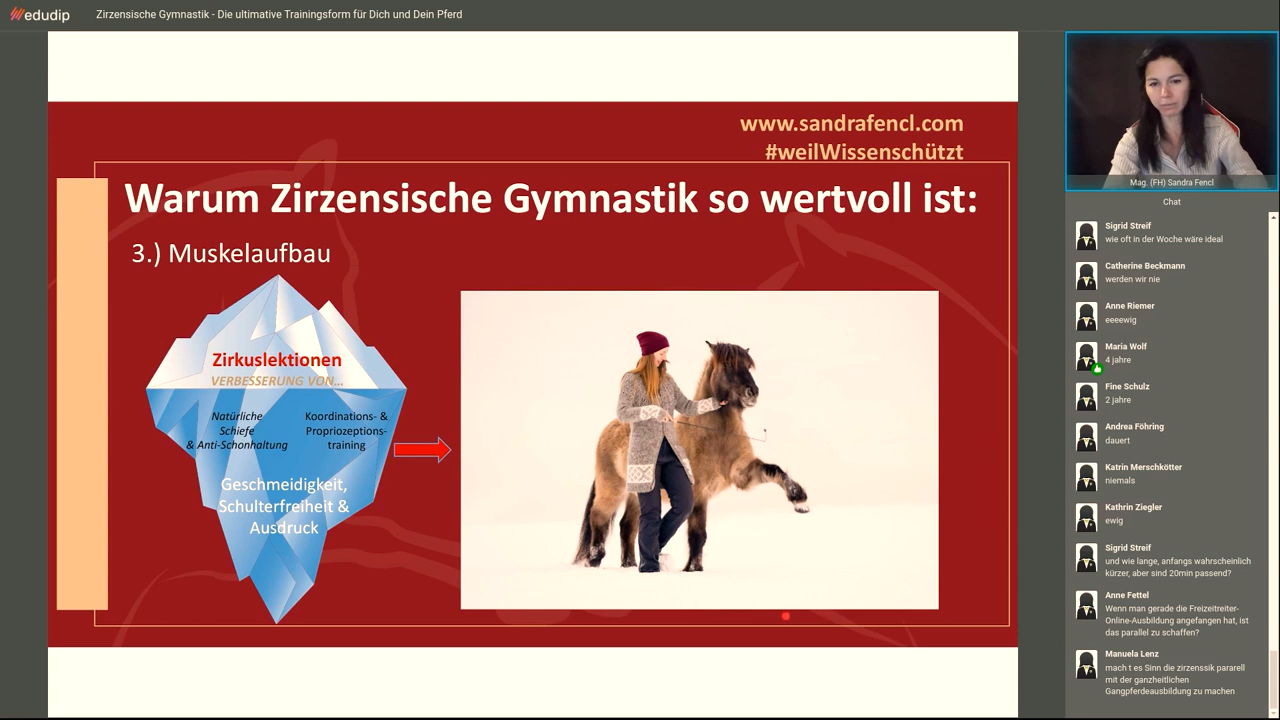 edudip
Zirzensische Gymnastik - Die ultimative Trainingsform für Dich und Dein Pferd
www.sandrafencl.com
#weilWissenschützt
Warum Zirzensische Gymnastik so wertvoll ist:
3.) Muskelaufbau
Zirkuslektionen
VERBESSERUNG VON...
Natürliche
Schiefe
& Anti-Schonhaltung
Koordinations- &
Propriozeptions-
training
Geschmeidigkeit,
Schulterfreiheit &
Ausdruck
Mag. (FH) Sandra Fencl
Chat
Sigrid Streif
wie oft in der Woche wäre ideal
Catherine Beckmann
werden wir nie
Anne Riemer
eeeewig
Maria Wolf
4 jahre
Fine Schulz
2 jahre
Andrea Föhring
dauert
Katrin Merschkötter
niemals
Kathrin Ziegler
ewig
Sigrid Streif
und wie lange, anfangs wahrscheinlich
kürzer, aber sind 20min passend?
Anne Fettel
Wenn man gerade die Freizeitreiter-
Online-Ausbildung angefangen hat, ist
das parallel zu schaffen?
Manuela Lenz
mach t es Sinn die zirzenssik pararell
mit der ganzheitlichen
Gangpferdeausbildung zu machen